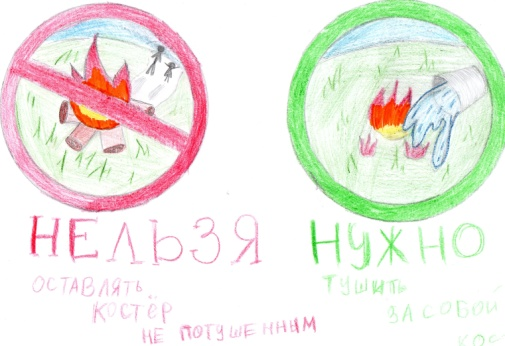 НЕЛЬЗЯ
ОСТАВЛЯТЬ
КОСТЁР
НЕ ПОТУШЕННЫМ
НУЖНО
ТУШИТЬ
ЗА СОБОЙ